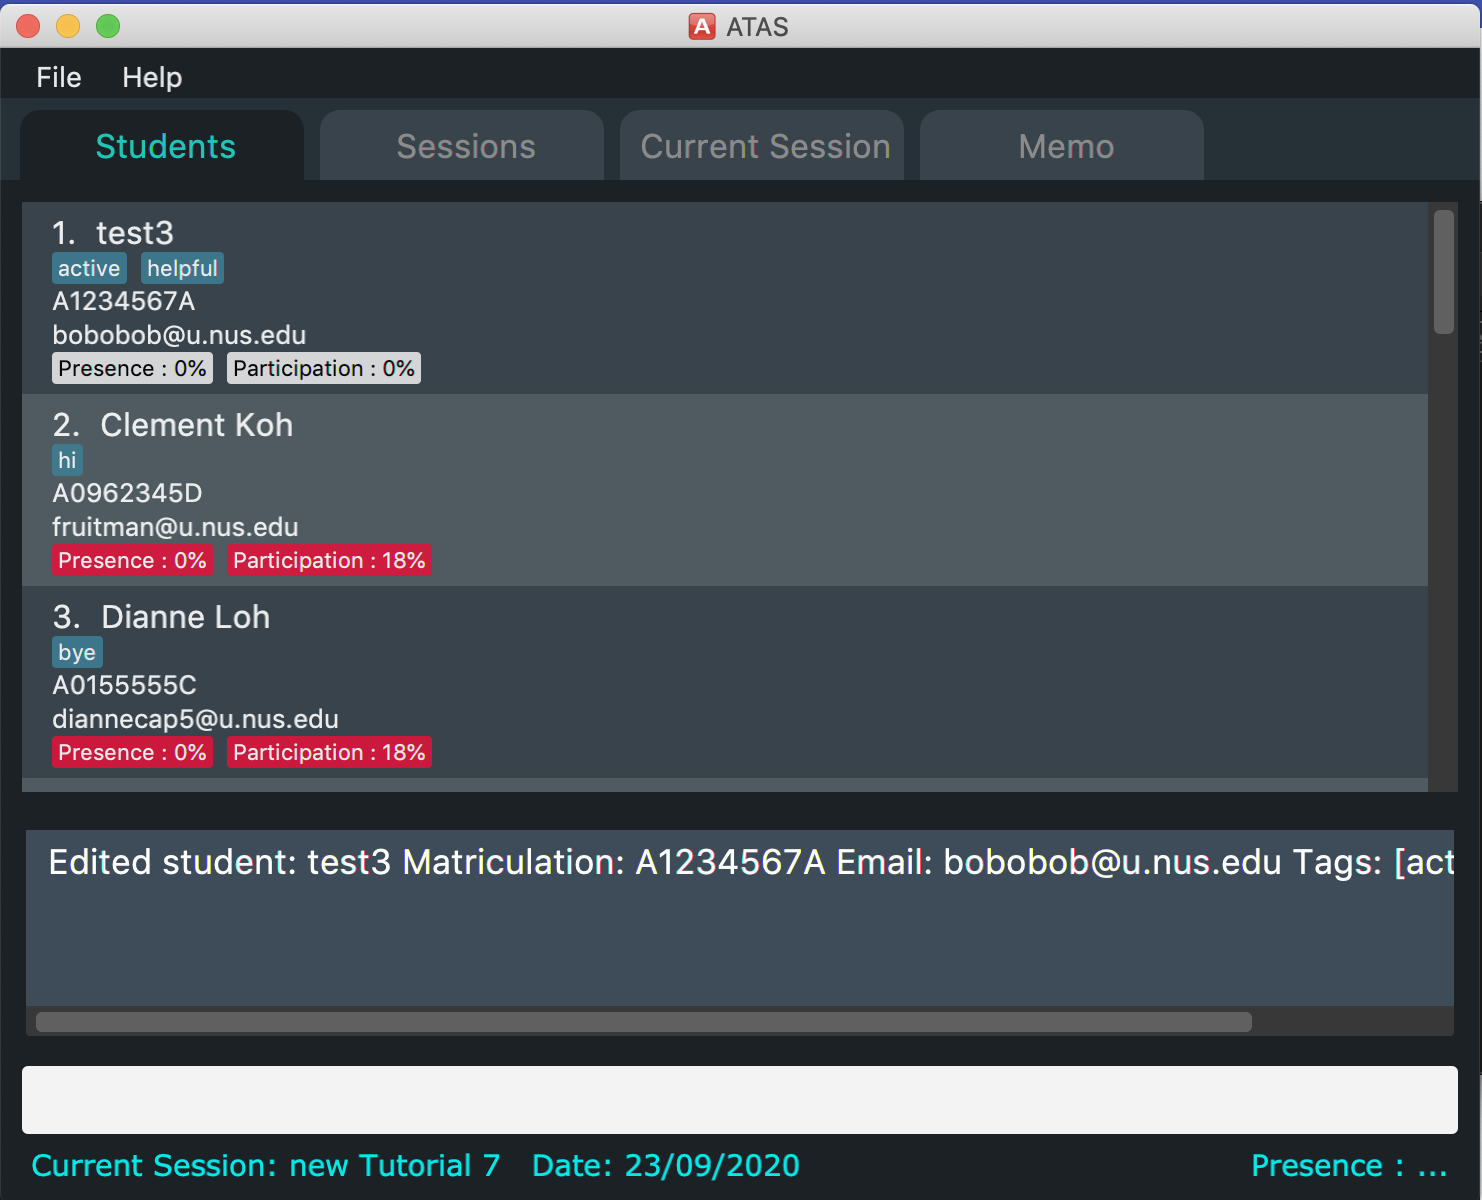 A ATAS
File Help
Students Sessions Current Session Memo
1. test3
active helpful
A1234567A
bobobob@u.nus.edu
Presence : 0% Participation : 0%
2. Clement Koh
hi
A0962345D
fruitman@u.nus.edu
Presence : 0% Participation : 18%
3. Dianne Loh
bye
A0155555C
diannecap5@u.nus.edu
Presence : 0% Participation : 18%
Edited student: test3 Matriculation: A1234567A Email: bobobob@u.nus.edu Tags: [act
Current Session: new Tutorial 7 Date: 23/09/2020 Presence : ...